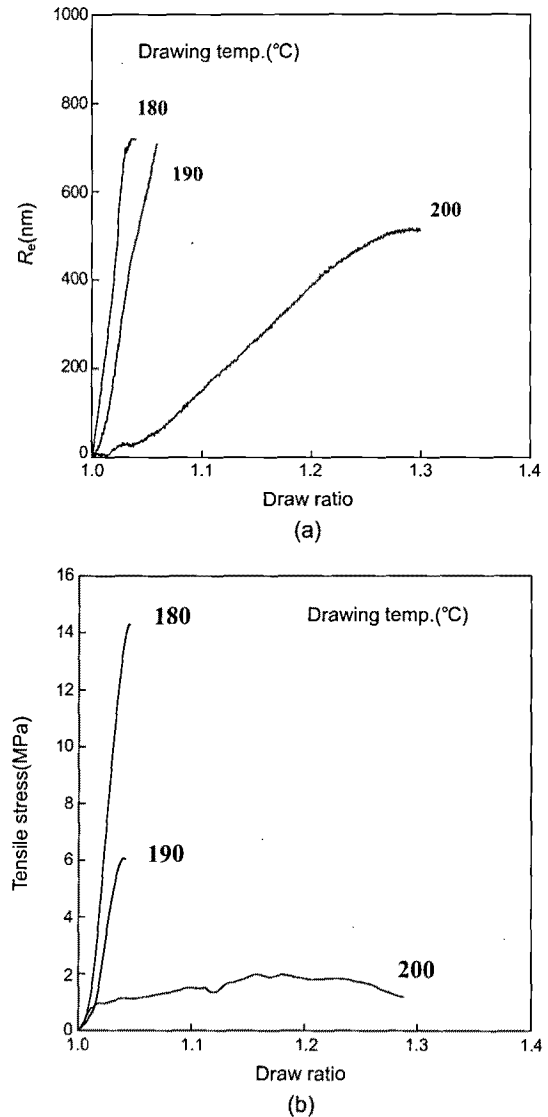 1000
Drawing temp.(°C)
800
180
190
600
200
Re(nm)
400
200
0
1.0 1.1 1.2 1.3 1.4
Draw ratio
(a)
16
Drawing temp.(°C)
180
14
12
10
Tensile stress(MPa)
8
190
6
4
2
200
0
1.0 1.1 1.2 1.3 1.4
Draw ratio
(b)